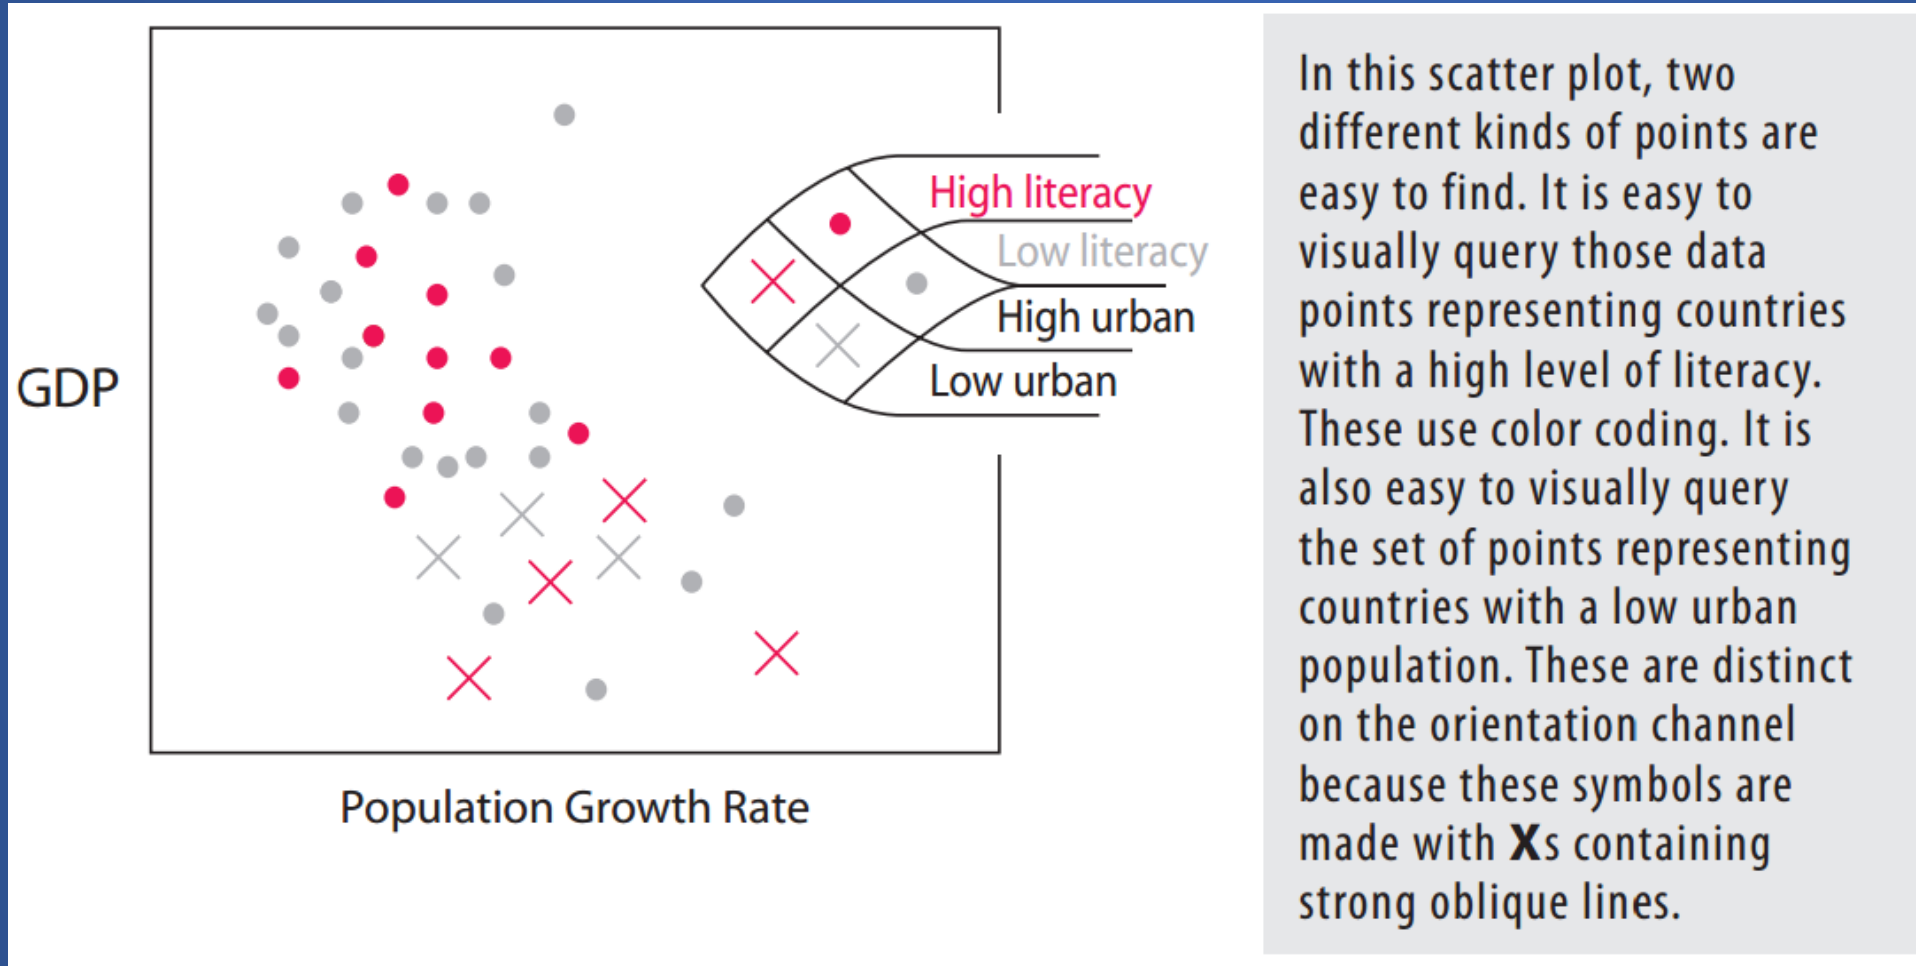 GDP
Population Growth Rate
High literacy
Low literacy
High urban
Low urban
In this scatter plot, two
different kinds of points are
easy to find. It is easy to
visually query those data
points representing countries
with a high level of literacy.
These use color coding. It is
also easy to visually query
the set of points representing
countries with a low urban
population. These are distinct
on the orientation channel
because these symbols are
made with Xs containing
strong oblique lines.